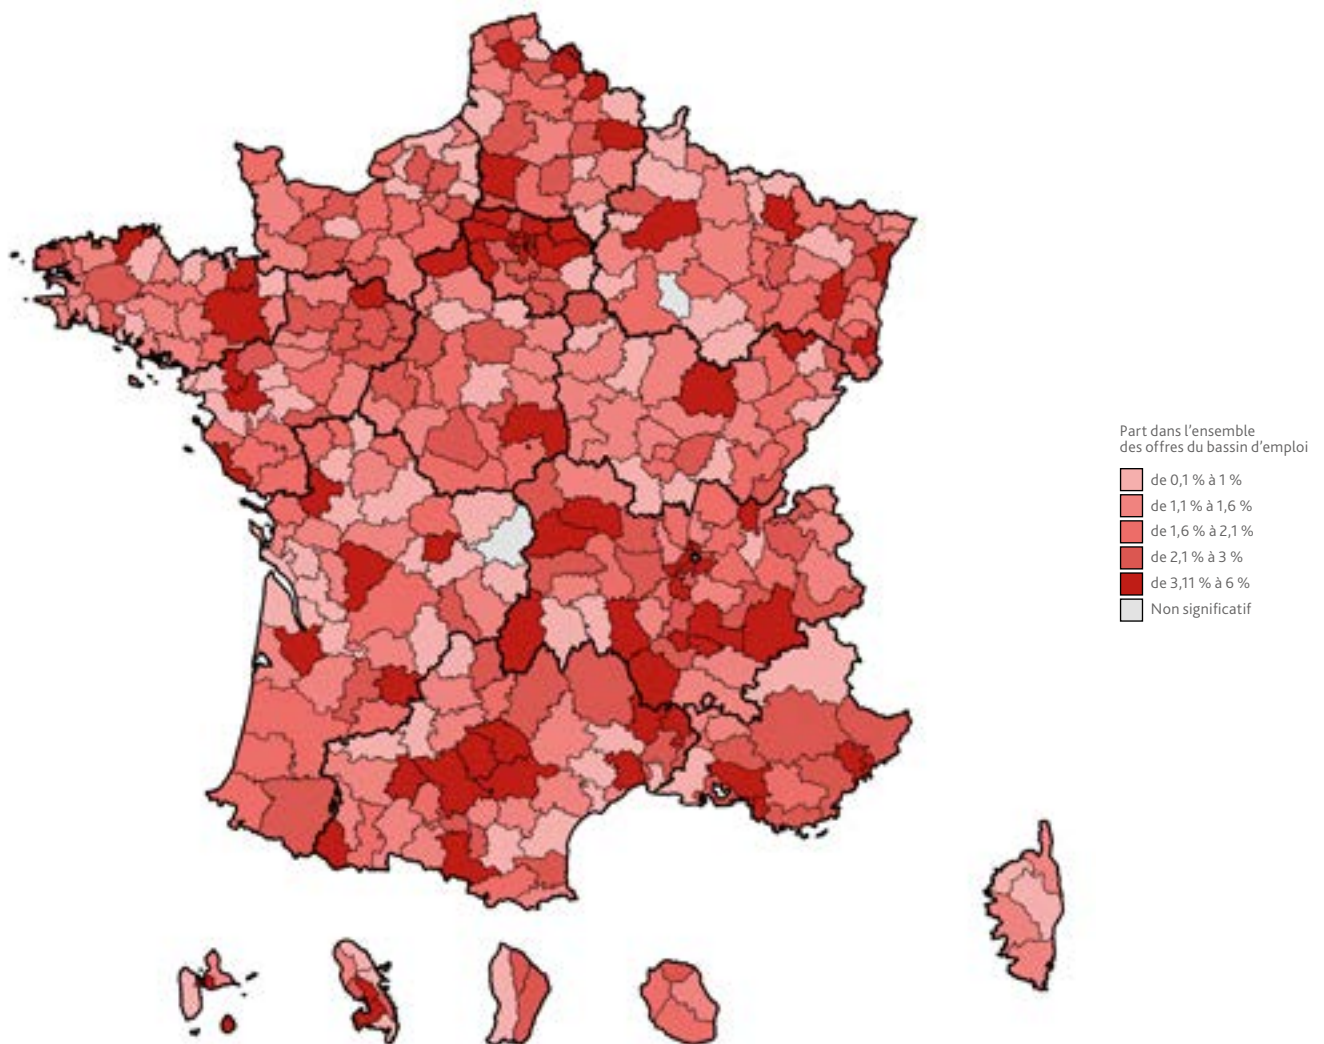 Part dans l'ensemble
des offres du bassin d'emploi
de 0,1 % à 1 %
de 1,1 % à 1,6 %
de 1,6 % à 2,1 %
de 2,1 % à 3 %
de 3,11 % à 6 %
Non significatif